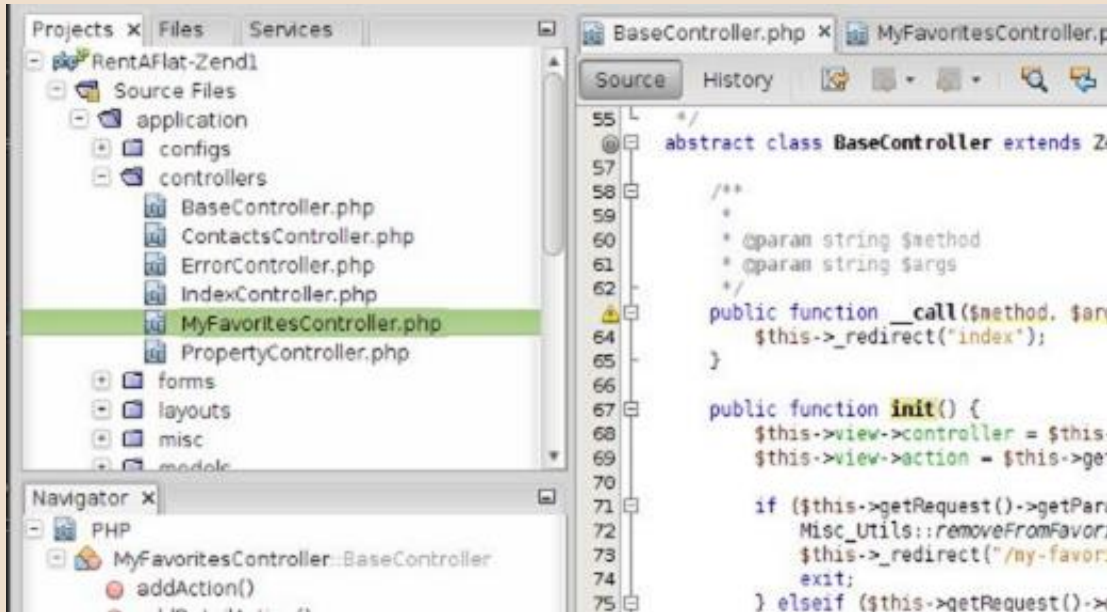 Projects
Files
Services
RentAFlat-Zend1
Source Files
application
configs
controllers
BaseController.php
ContactsController.php
ErrorController.php
IndexController.php
MyFavoritesController.php
PropertyController.php
forms
layouts
misc
models
Navigator
PHP
MyFavoritesController::BaseController
addAction()
BaseController.php
MyFavoritesController.p
Source History
55 */
abstract class BaseController extends Ze
57
58 /**
59 *
60 * @param string $method
61 * @param string $args
62 */
public function __call($method, $arg
64 $this->_redirect("index");
65 }
66
67 public function init() {
68 $this->view->controller = $this-
69 $this->view->action = $this->get
70
71 if ($this->getRequest()->getPara
72 Misc_Utils::removeFromFavori
73 $this->_redirect("/my-favori
74 exit;
75 } elseif ($this->getRequest()->